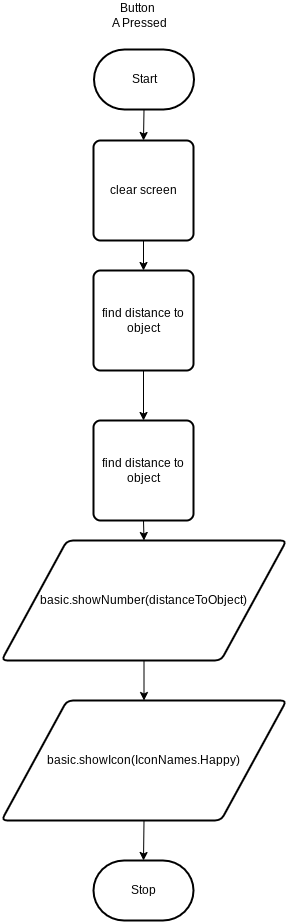 Button
A Pressed
Start
clear screen
find distance to
object
find distance to
object
basic.showNumber(distanceToObject)
basic.showIcon(IconNames.Happy)
Stop